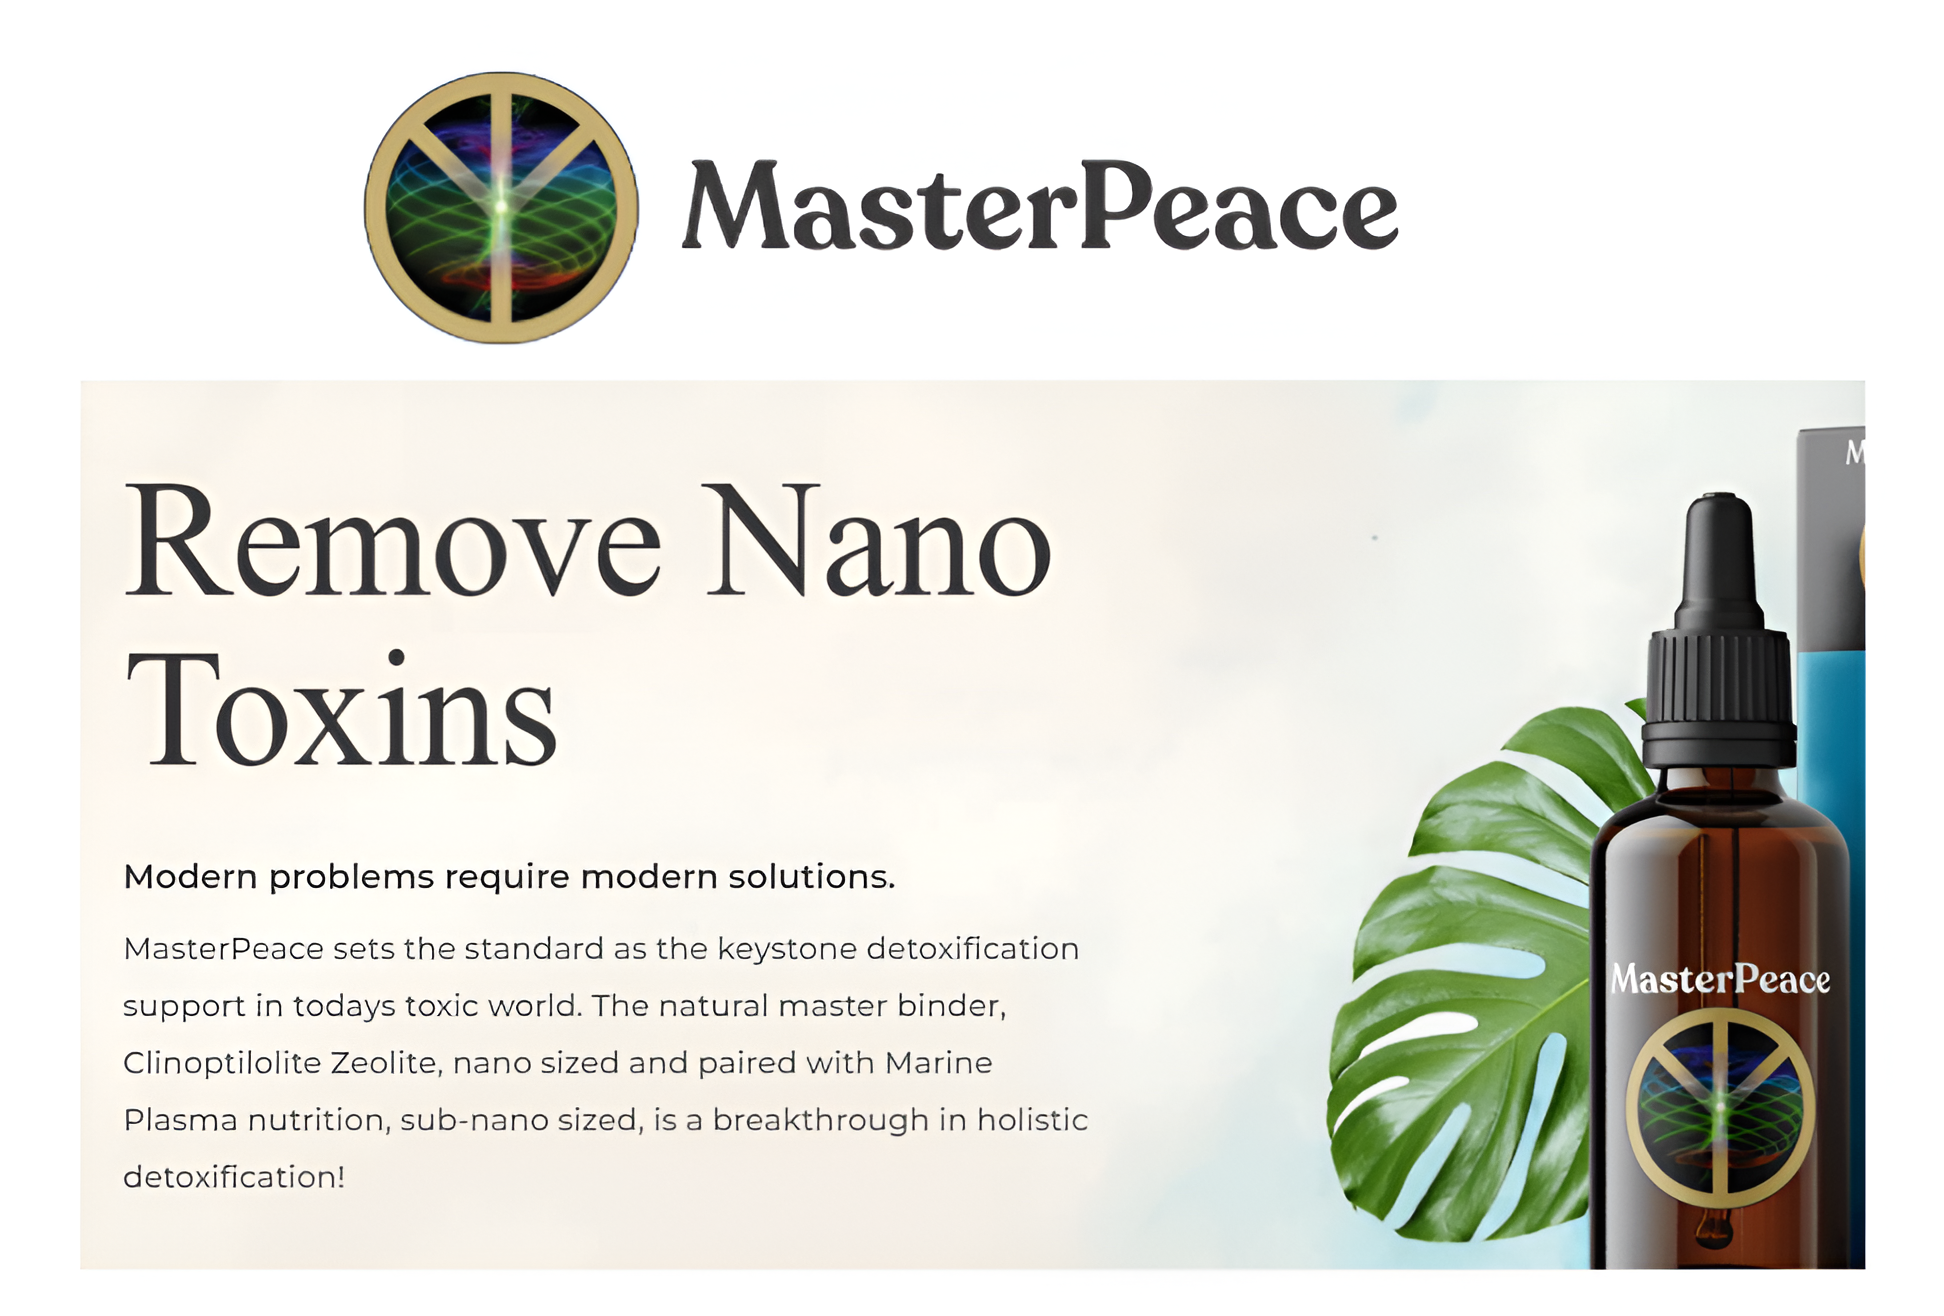 MasterPeace
Remove Nano
Toxins
Modern problems require modern solutions.
MasterPeace sets the standard as the keystone detoxification
support in todays toxic world. The natural master binder,
Clinoptilolite Zeolite, nano sized and paired with Marine
Plasma nutrition, sub-nano sized, is a breakthrough in holistic
detoxification!
M
MasterPeace